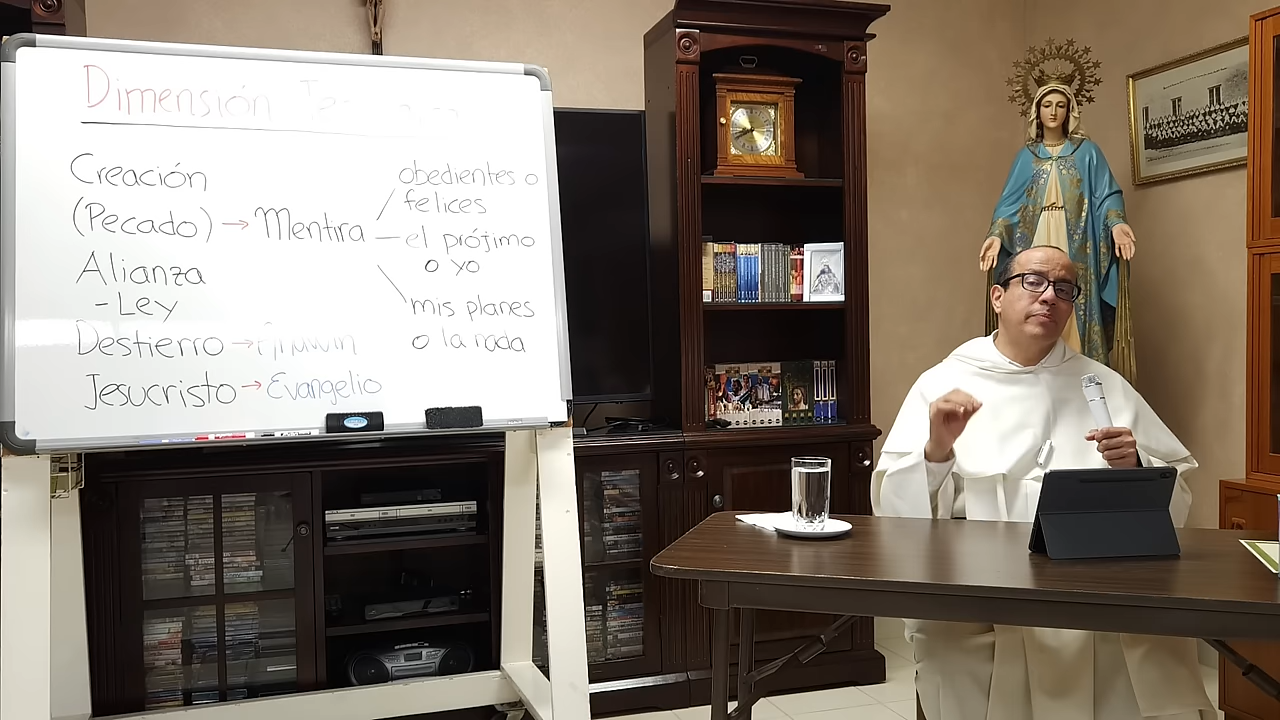 Dimensión
Creación
(Pecado) → Mentira
obedientes o
felices
el prójimo
o yo
mis planes
o la nada
Alianza
- Ley
Destierro →
Jesucristo → Evangelio